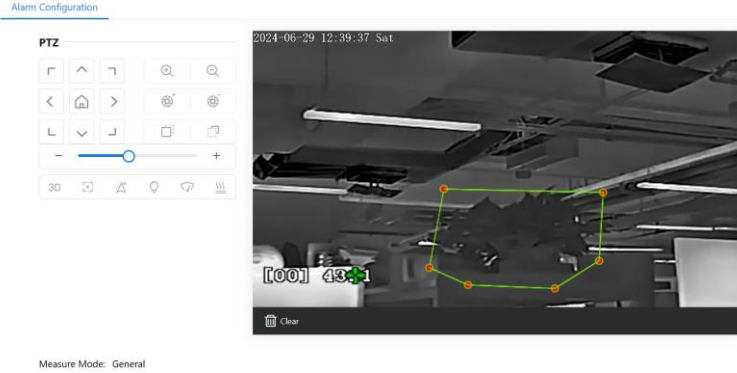 Alarm Configuration
PTZ
2024-06-29 12:39:37 Sat
3D
[00]
Clear
Measure Mode: General